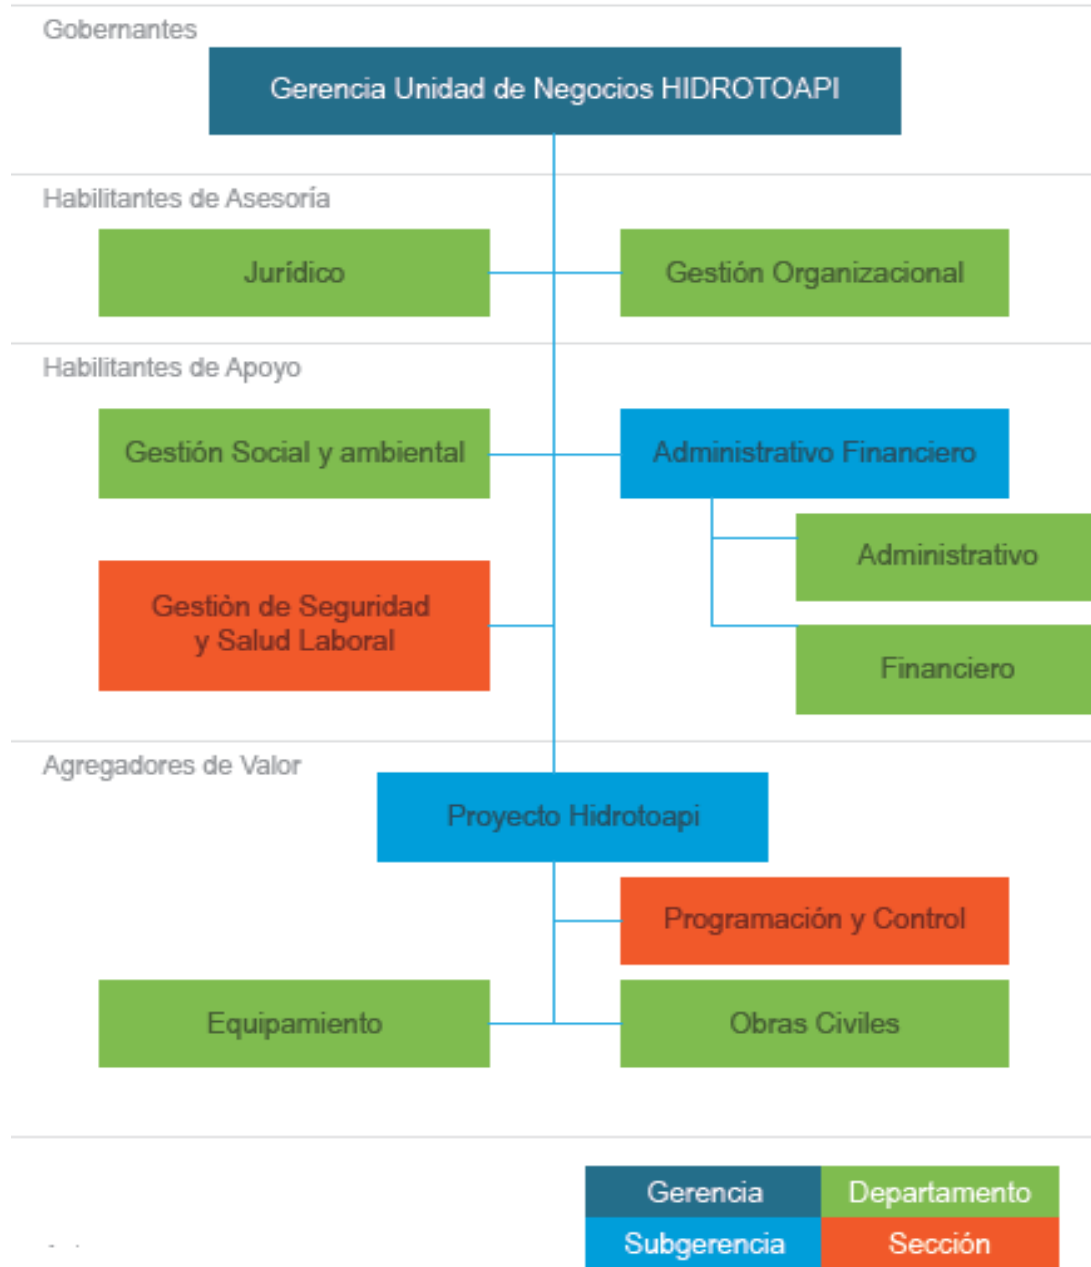 Gobernantes
Gerencia Unidad de Negocios HIDROTOAPI
Habilitantes de Asesoría
Jurídico
Gestión Organizacional
Habilitantes de Apoyo
Gestión Social y ambiental
Administrativo Financiero
Administrativo
Gestiòn de Seguridad
y Salud Laboral
Financiero
Agregadores de Valor
Proyecto Hidrotoapi
Programación y Control
Equipamiento
Obras Civiles
Gerencia
Departamento
Subgerencia
Sección